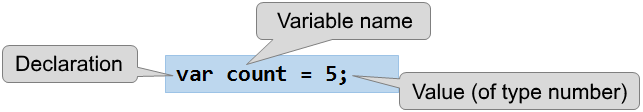 Variable name
Declaration
var count = 5;
Value (of type number)